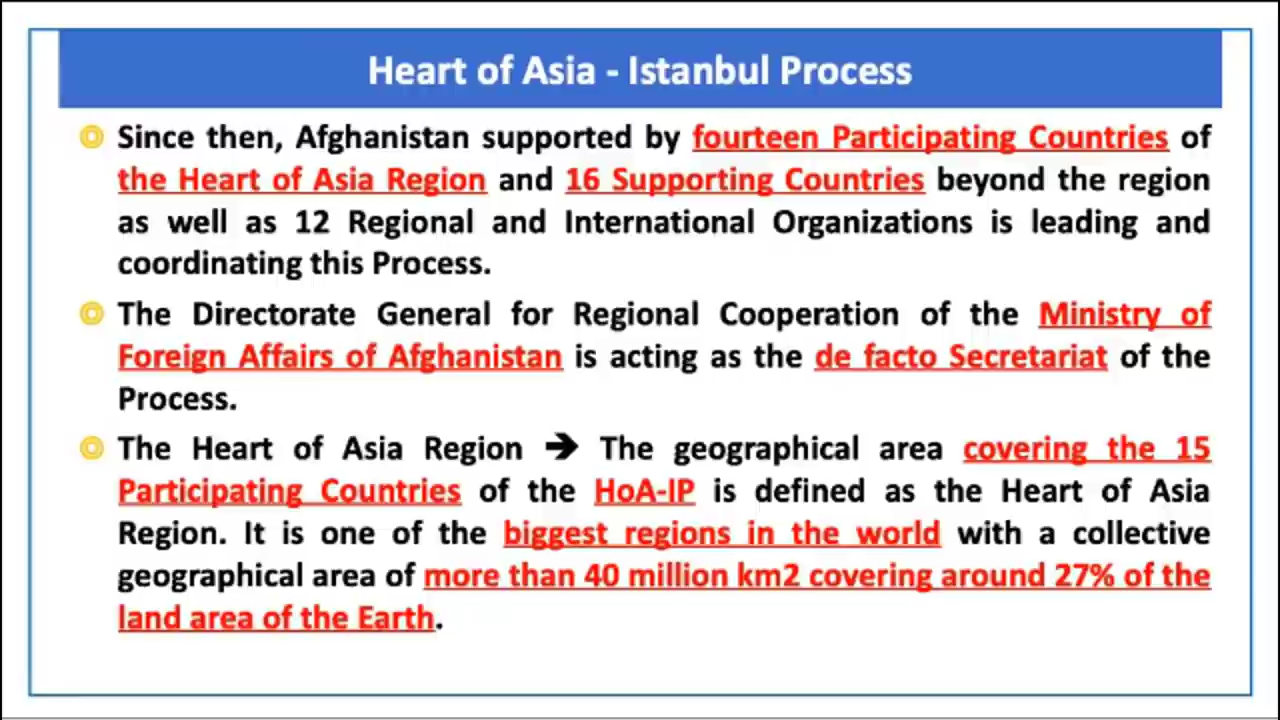 Heart of Asia - Istanbul Process
Since then, Afghanistan supported by fourteen Participating Countries of
the Heart of Asia Region and 16 Supporting Countries beyond the region
as well as 12 Regional and International Organizations is leading and
coordinating this Process.
The Directorate General for Regional Cooperation of the Ministry of
Foreign Affairs of Afghanistan is acting as the de facto Secretariat of the
Process.
The Heart of Asia Region ➔ The geographical area covering the 15
Participating Countries of the HoA-IP is defined as the Heart of Asia
Region. It is one of the biggest regions in the world with a collective
geographical area of more than 40 million km2 covering around 27% of the
land area of the Earth.